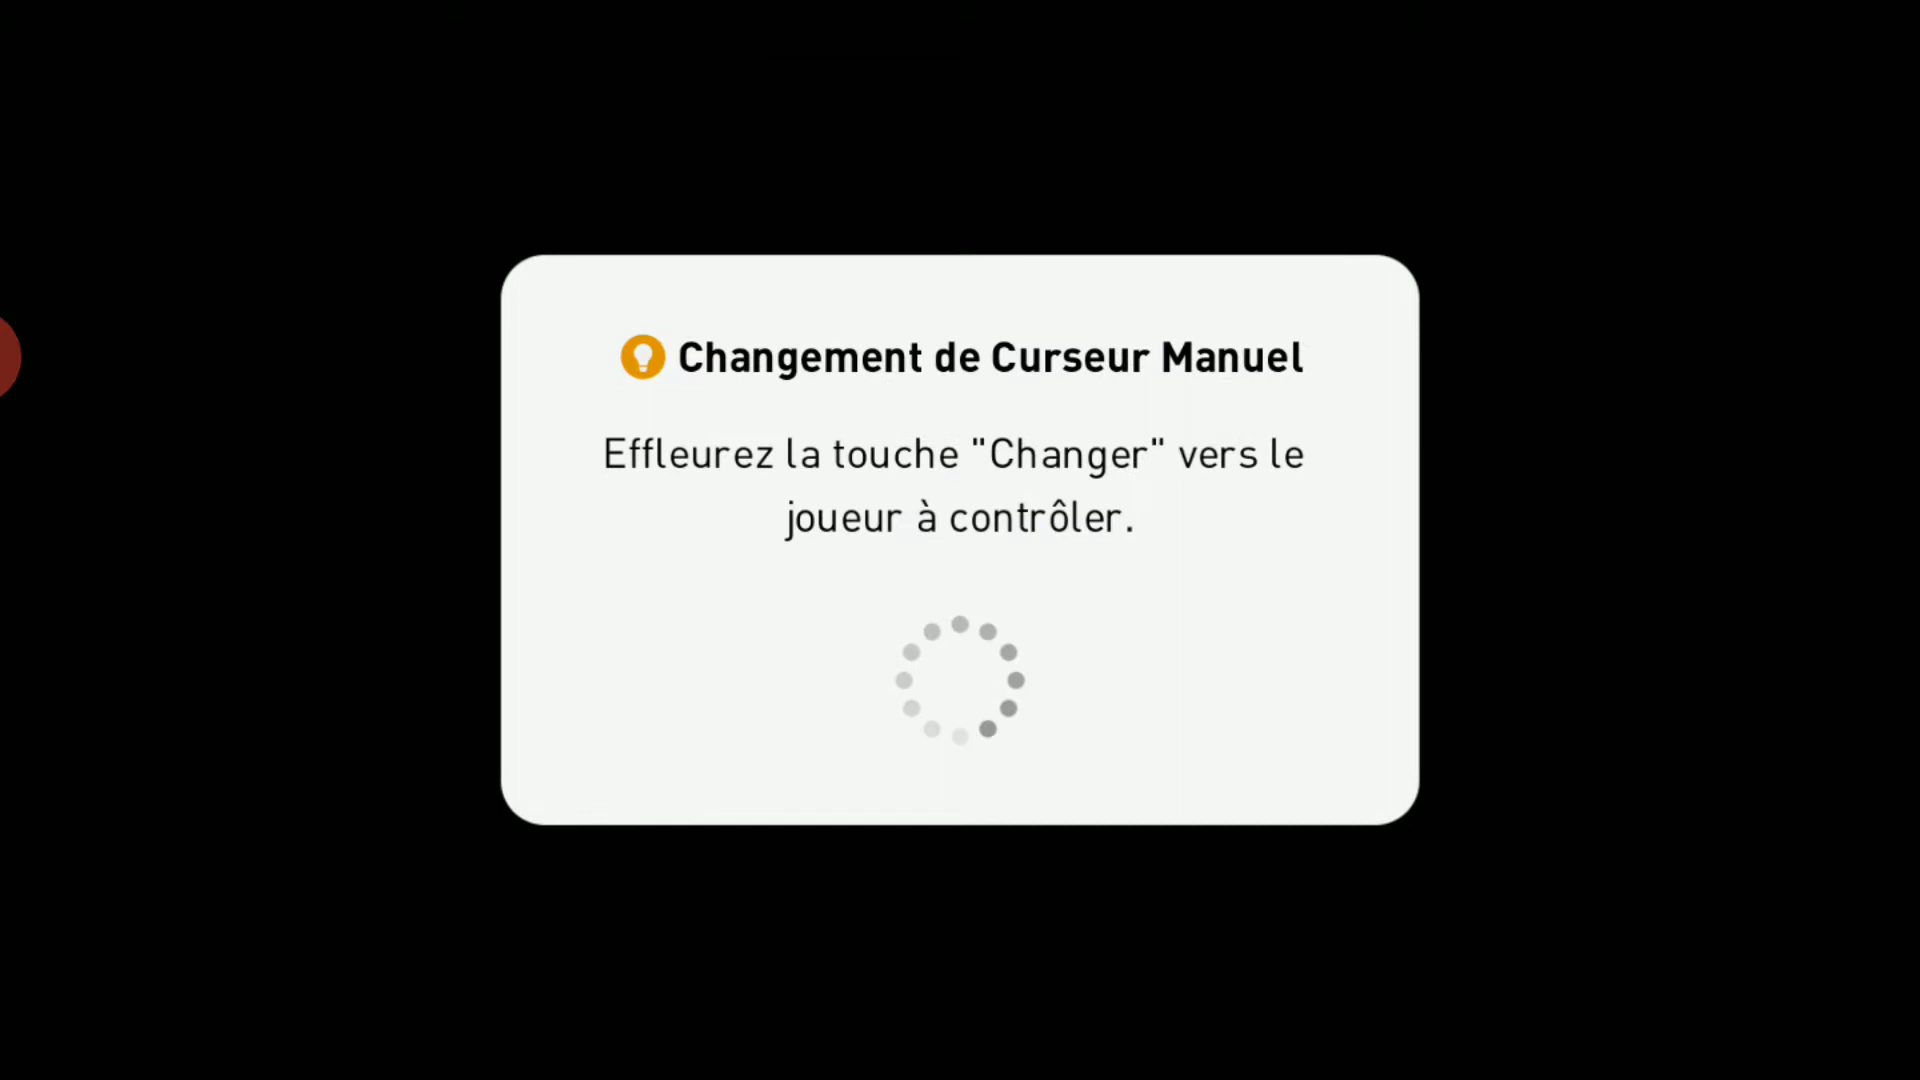 Changement de Curseur Manuel
Effleurez la touche "Changer" vers le
joueur à contrôler.